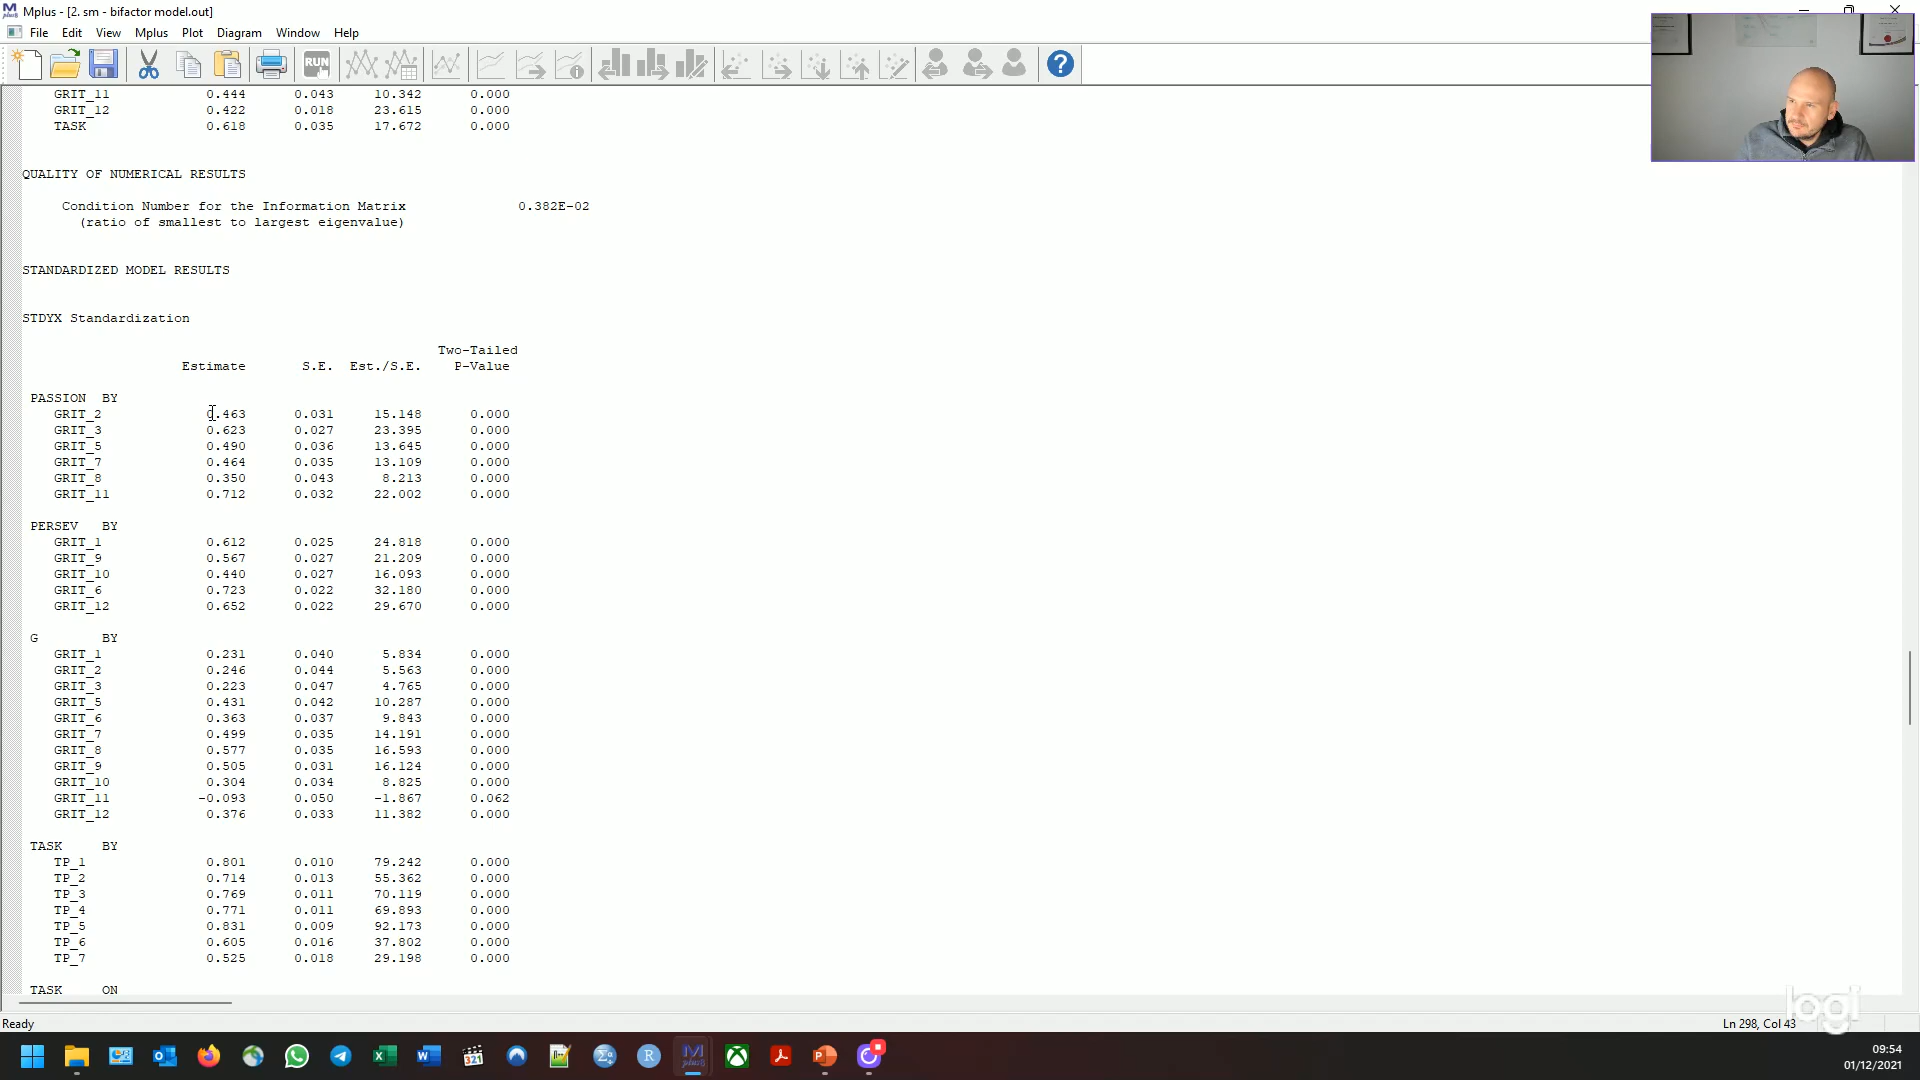 Mplus - [2. sm - bifactor model.out]
File Edit View Mplus Plot Diagram Window Help
RUN
GRIT_11 0.444 0.043 10.342 0.000
GRIT_12 0.422 0.018 23.615 0.000
TASK 0.618 0.035 17.672 0.000
QUALITY OF NUMERICAL RESULTS
Condition Number for the Information Matrix 0.382E-02
(ratio of smallest to largest eigenvalue)
STANDARDIZED MODEL RESULTS
STDYX Standardization
Two-Tailed
Estimate S.E. Est./S.E. P-Value
PASSION BY
GRIT_2 0.463 0.031 15.148 0.000
GRIT_3 0.623 0.027 23.395 0.000
GRIT_5 0.490 0.036 13.645 0.000
GRIT_7 0.464 0.035 13.109 0.000
GRIT_8 0.350 0.043 8.213 0.000
GRIT_11 0.712 0.032 22.002 0.000
PERSEV BY
GRIT_1 0.612 0.025 24.818 0.000
GRIT_9 0.567 0.027 21.209 0.000
GRIT_10 0.440 0.027 16.093 0.000
GRIT_6 0.723 0.022 32.180 0.000
GRIT_12 0.652 0.022 29.670 0.000
G BY
GRIT_1 0.231 0.040 5.834 0.000
GRIT_2 0.246 0.044 5.563 0.000
GRIT_3 0.223 0.047 4.765 0.000
GRIT_5 0.431 0.042 10.287 0.000
GRIT_6 0.363 0.037 9.843 0.000
GRIT_7 0.499 0.035 14.191 0.000
GRIT_8 0.577 0.035 16.593 0.000
GRIT_9 0.505 0.031 16.124 0.000
GRIT_10 0.304 0.034 8.825 0.000
GRIT_11 -0.093 0.050 -1.867 0.062
GRIT_12 0.376 0.033 11.382 0.000
TASK BY
TP_1 0.801 0.010 79.242 0.000
TP_2 0.714 0.013 55.362 0.000
TP_3 0.769 0.011 70.119 0.000
TP_4 0.771 0.011 69.893 0.000
TP_5 0.831 0.009 92.173 0.000
TP_6 0.605 0.016 37.802 0.000
TP_7 0.525 0.018 29.198 0.000
TASK ON
logi
Ready Ln 298, Col 43
09:54
01/12/2021